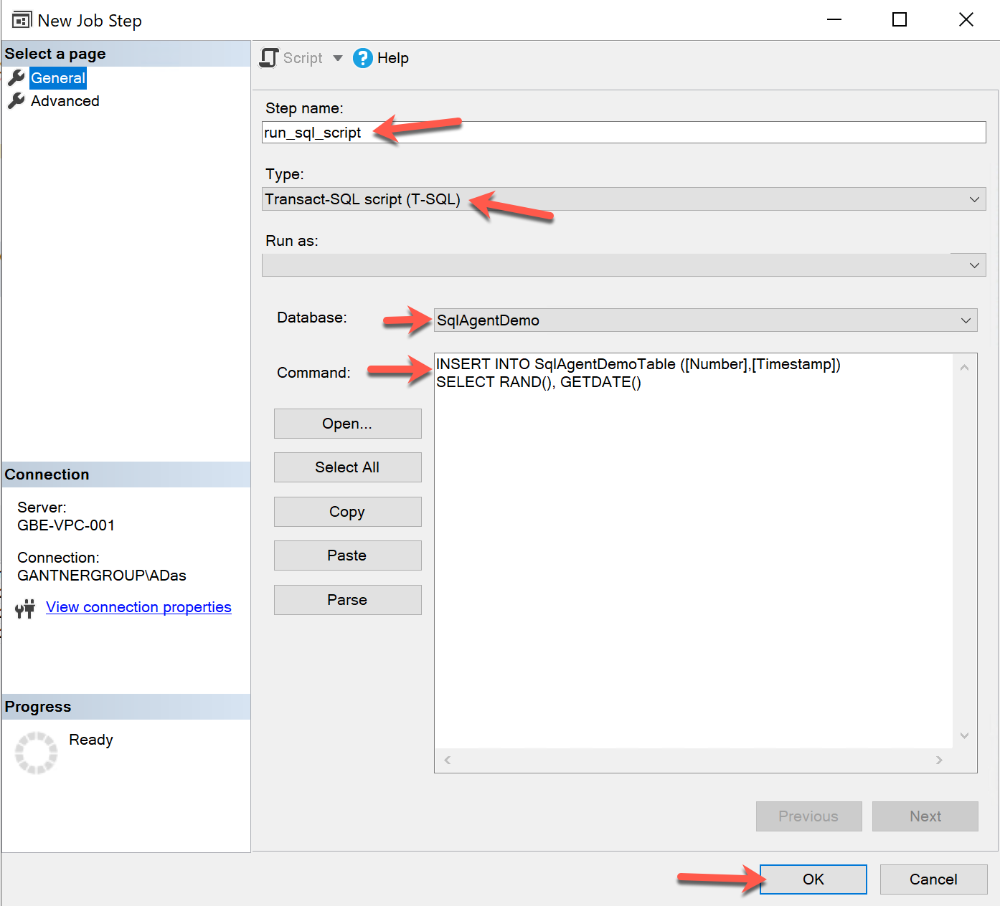 New Job Step
Select a page
General
Advanced
Script
Help
Step name:
run_sql_script
Type:
Transact-SQL script (T-SQL)
Run as:
Database:
SqlAgentDemo
Command:
INSERT INTO SqlAgentDemoTable ([Number],[Timestamp])
SELECT RAND(), GETDATE()
Open...
Select All
Copy
Paste
Parse
Connection
Server:
GBE-VPC-001
Connection:
GANTNERGROUP\ADas
View connection properties
Progress
Ready
Previous
Next
OK
Cancel